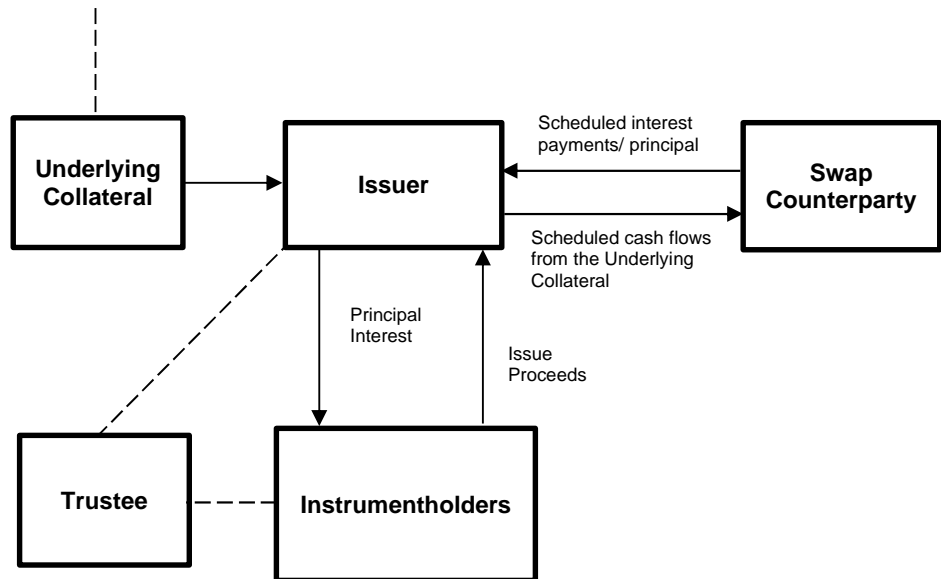 Scheduled interest
payments/ principal
Underlying
Collateral
Issuer
Swap
Counterparty
Scheduled cash flows
from the Underlying
Collateral
Principal
Interest
Issue
Proceeds
Trustee
Instrumentholders